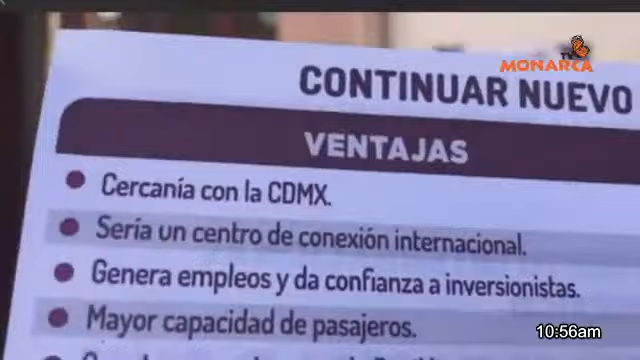 TV
MONARCA
CONTINUAR NUEVO
VENTAJAS
Cercanía con la CDMX.
Sería un centro de conexión internacional.
Genera empleos y da confianza a inversionistas.
Mayor capacidad de pasajeros.
10:56am